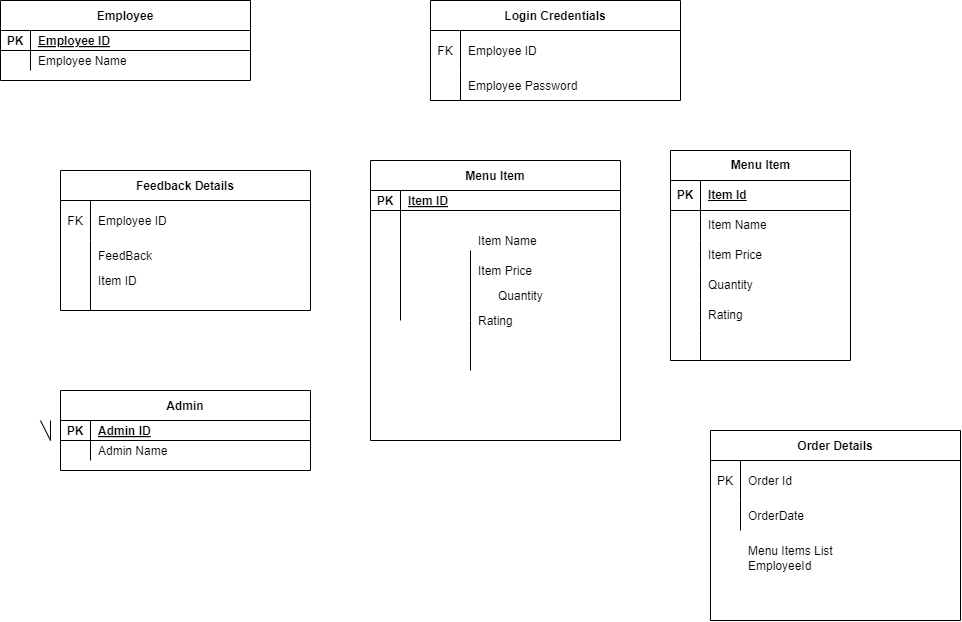 Employee
PK Employee ID
Employee Name
Login Credentials
FK Employee ID
Employee Password
Feedback Details
FK Employee ID
FeedBack
Item ID
Menu Item
PK Item ID
Item Name
Item Price
Quantity
Rating
Menu Item
PK Item Id
Item Name
Item Price
Quantity
Rating
Admin
PK Admin ID
Admin Name
Order Details
PK Order Id
OrderDate
Menu Items List
EmployeeId